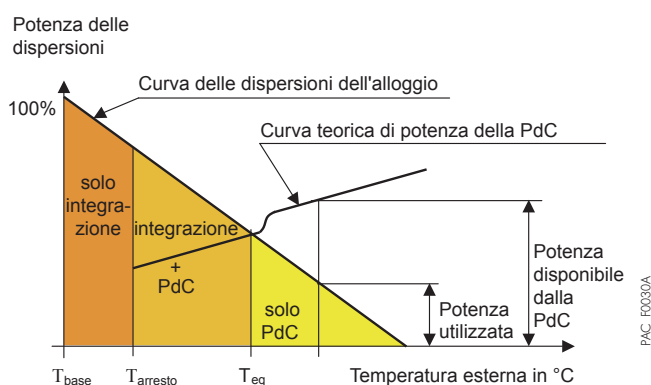 Potenza delle
dispersioni
Curva delle dispersioni dell'alloggio
100%
Curva teorica di potenza della PdC
solo
integra-
zione
integrazione
+
PdC
solo
PdC
Potenza
utilizzata
Potenza
disponibile
dalla
PdC
PAC F0030A
Tbase
Tarresto
Teq
Temperatura esterna in °C